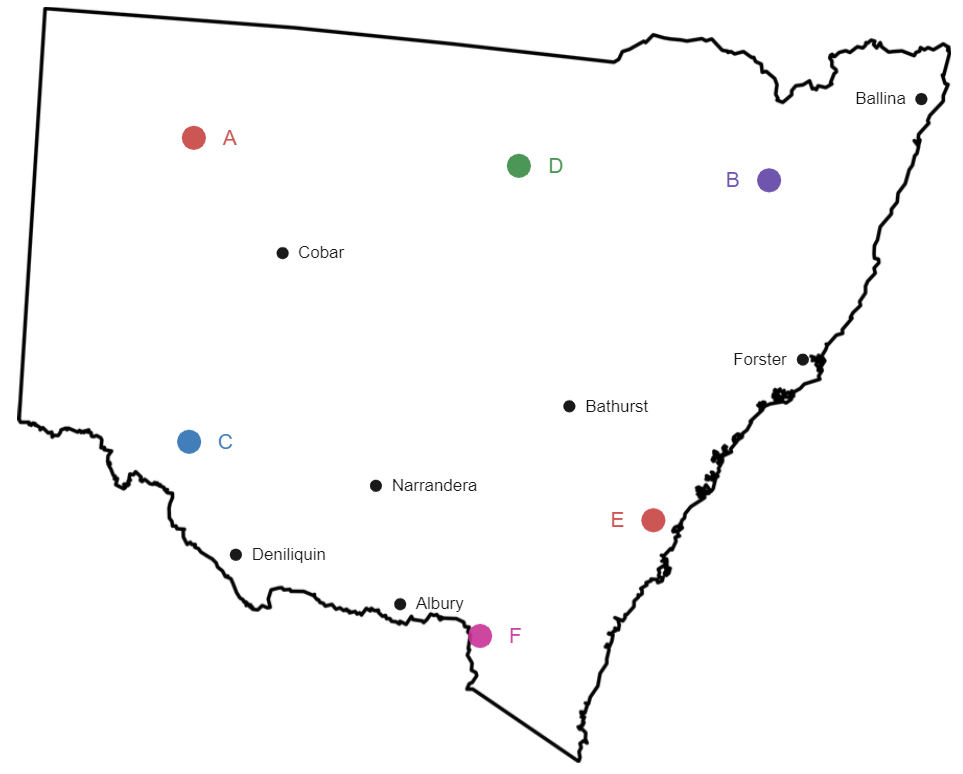 Ballina
A
D
B
Cobar
Forster
Bathurst
C
Narrandera
E
Deniliquin
Albury
F